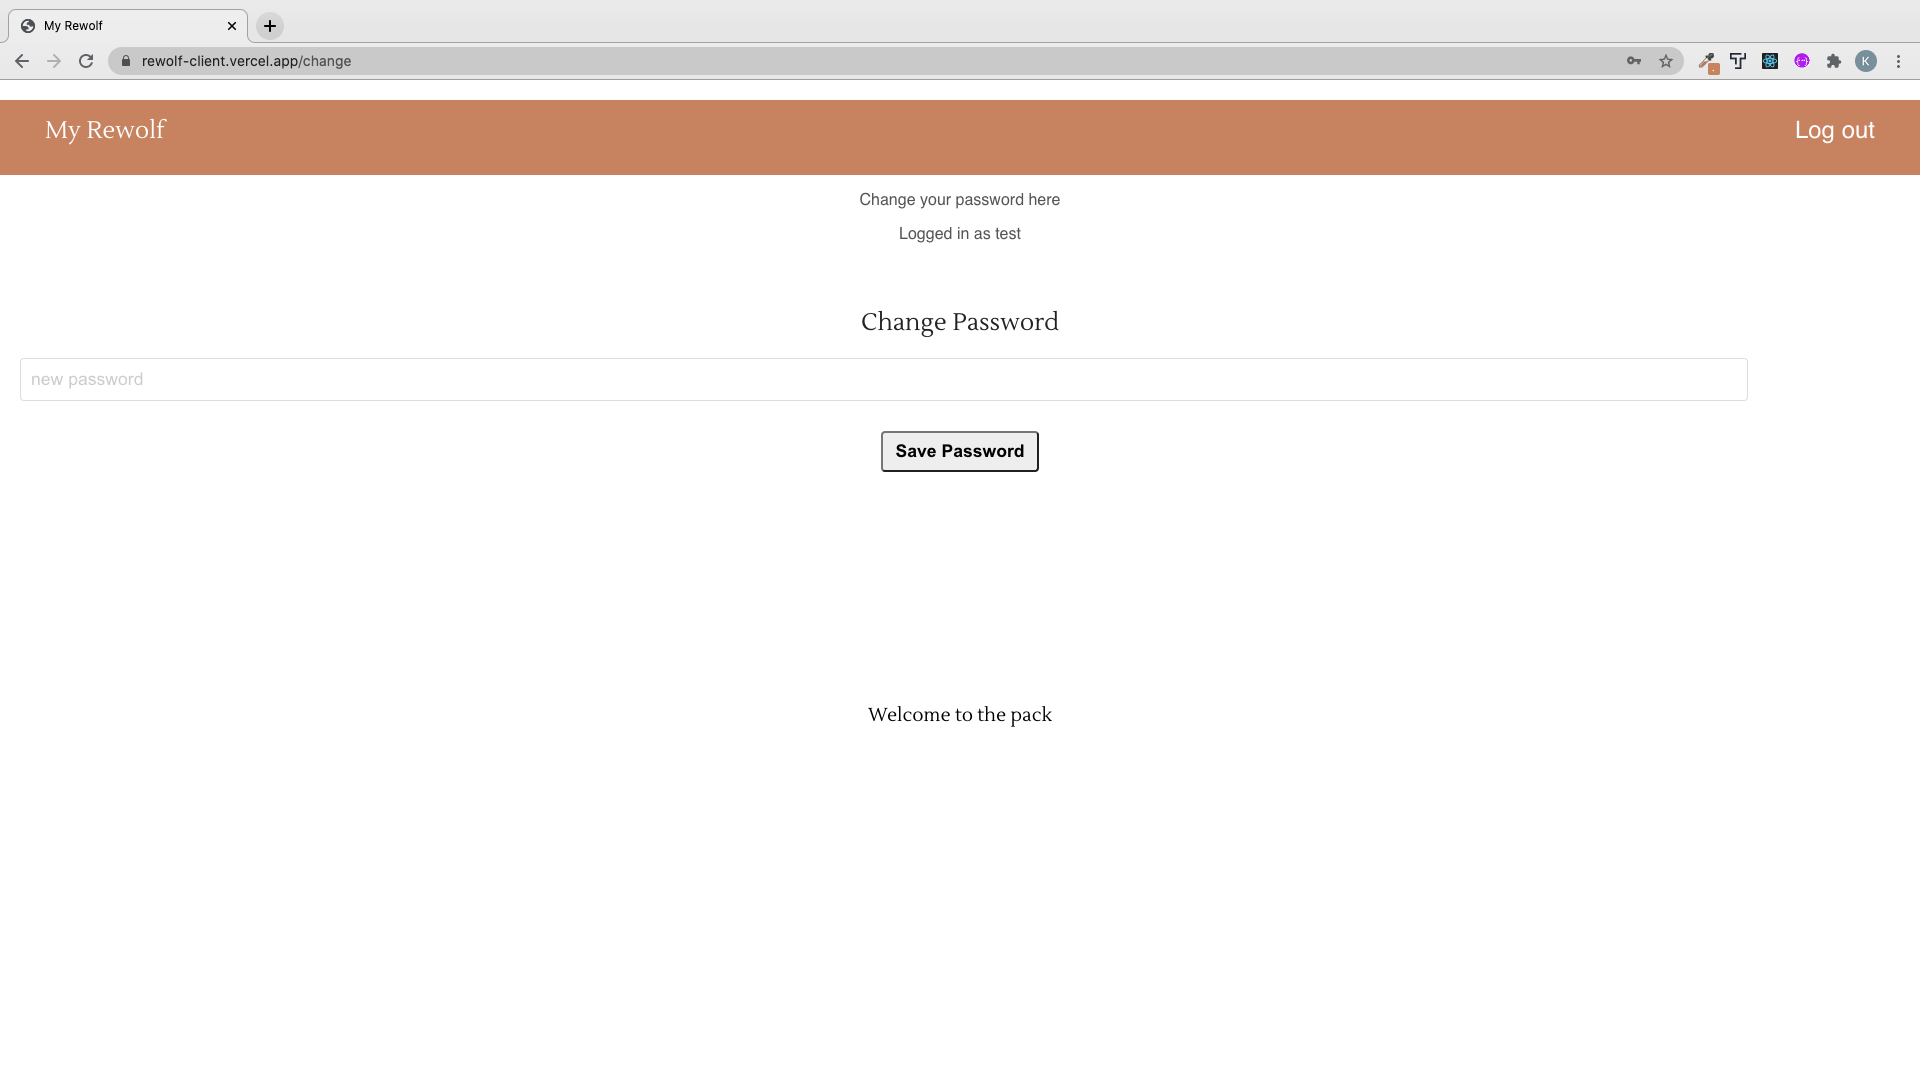 My Rewolf
rewolf-client.vercel.app/change
K
My Rewolf
Log out
Change your password here
Logged in as test
Change Password
new password
Save Password
Welcome to the pack